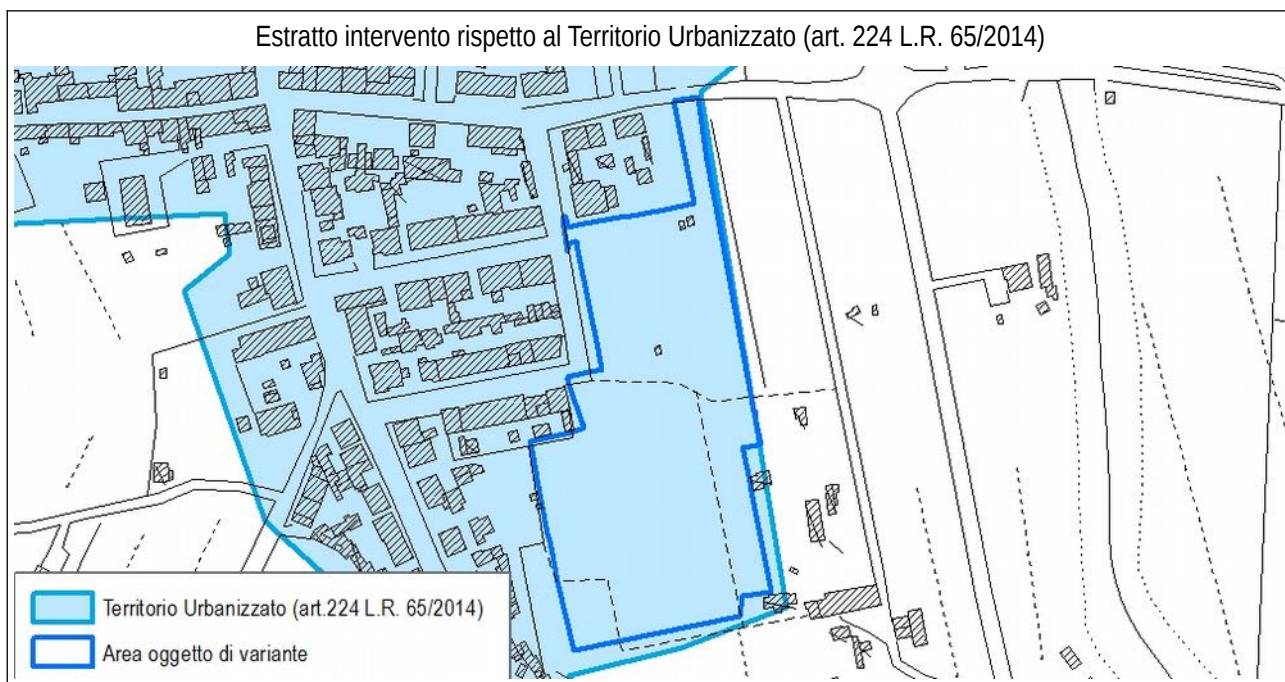 Estratto intervento rispetto al Territorio Urbanizzato (art. 224 L.R. 65/2014)
Territorio Urbanizzato (art.224 L.R. 65/2014)
Area oggetto di variante